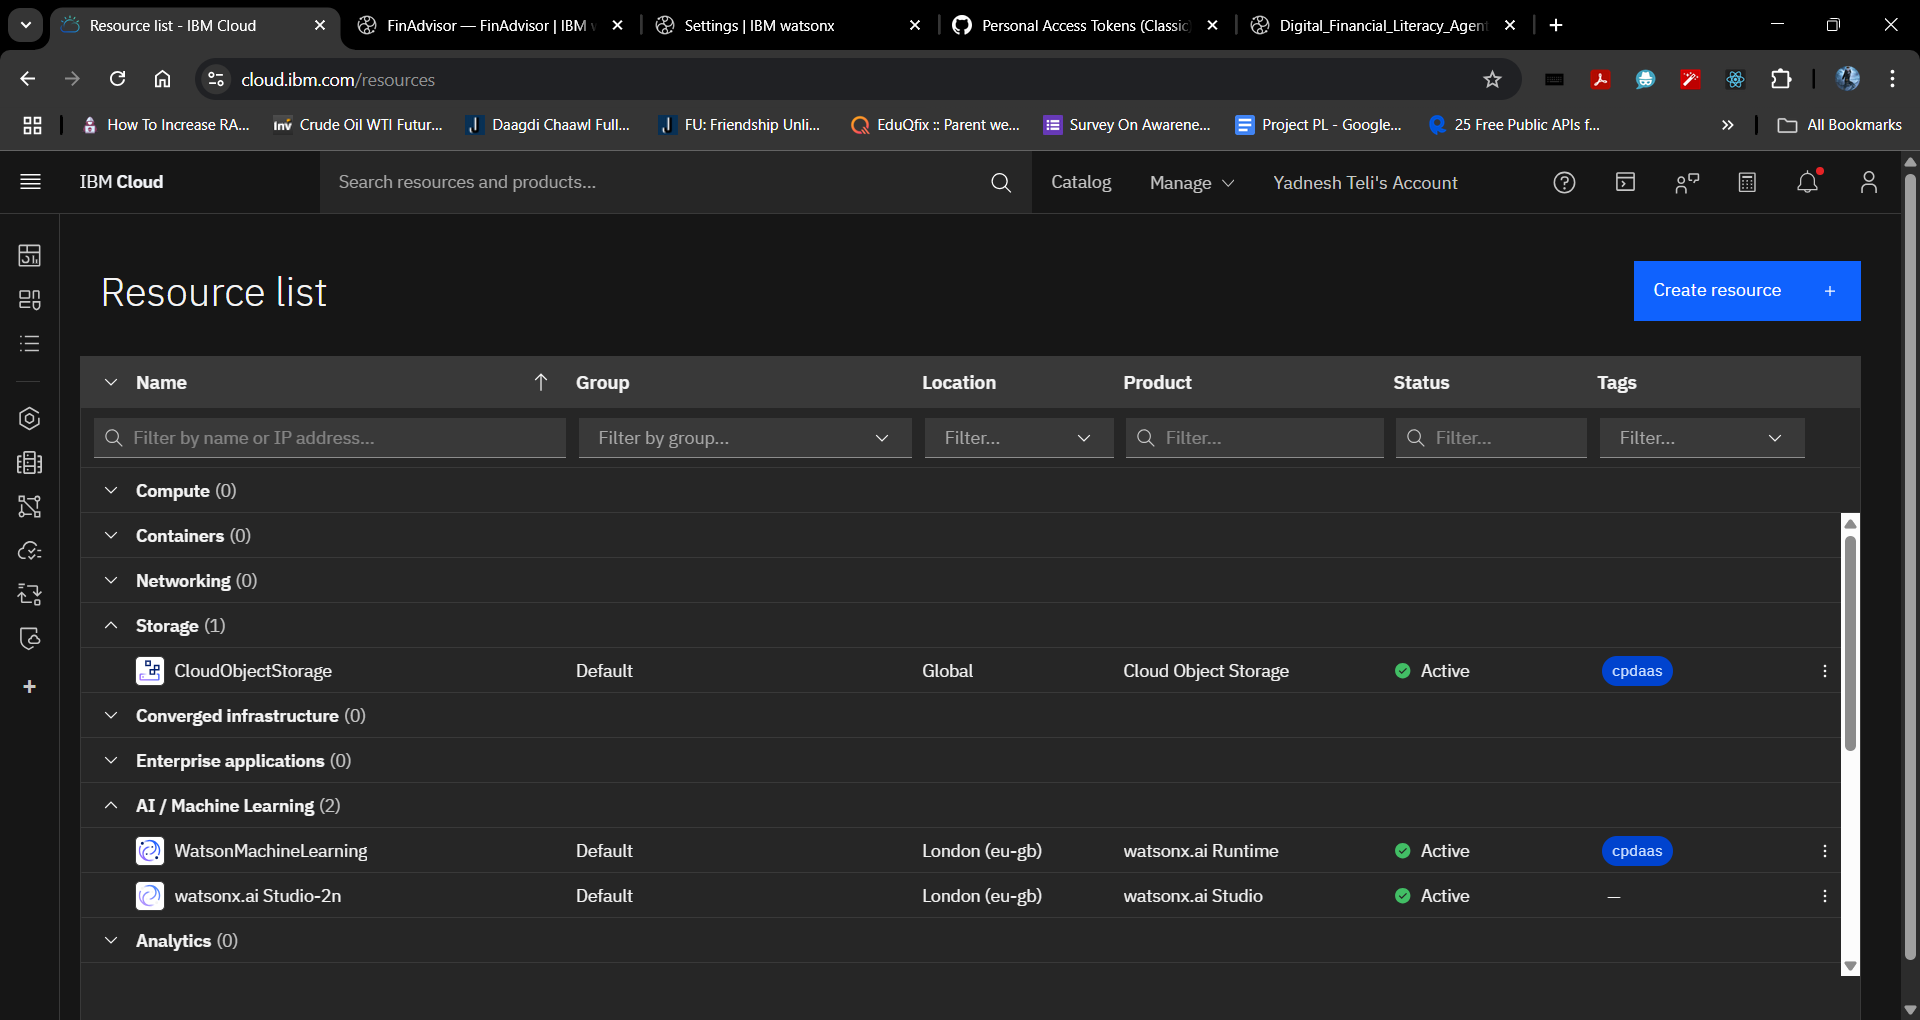 Resource list - IBM Cloud
FinAdvisor — FinAdvisor | IBM w
Settings | IBM watsonx
Personal Access Tokens (Classic)
Digital_Financial_Literacy_Agent
cloud.ibm.com/resources
How To Increase RA...
Crude Oil WTI Futur...
Daagdi Chaawl Full...
FU: Friendship Unli...
EduQfix :: Parent we...
Survey On Awarene...
Project PL - Google...
25 Free Public APIs f...
All Bookmarks
IBM Cloud
Search resources and products...
Catalog
Manage
Yadnesh Teli's Account
Resource list
Create resource +
Name Group Location Product Status Tags
Filter by name or IP address... Filter by group... Filter... Filter... Filter... Filter...
Compute (0)
Containers (0)
Networking (0)
Storage (1)
CloudObjectStorage Default Global Cloud Object Storage Active cpdaas
Converged infrastructure (0)
Enterprise applications (0)
AI / Machine Learning (2)
WatsonMachineLearning Default London (eu-gb) watsonx.ai Runtime Active cpdaas
watsonx.ai Studio-2n Default London (eu-gb) watsonx.ai Studio Active —
Analytics (0)